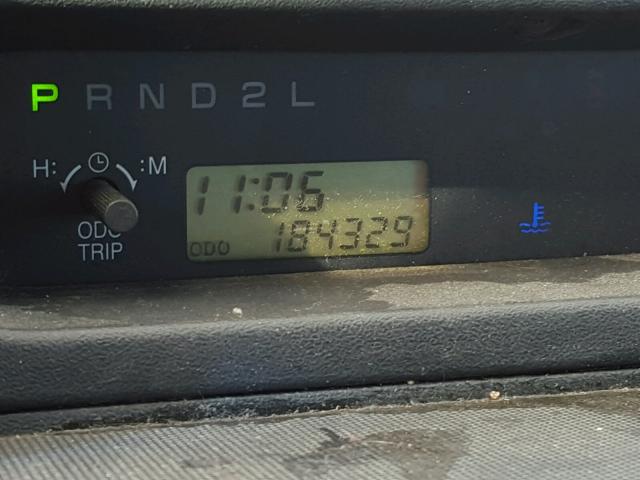 P R N D 2 L
H: :M
11:06
ODO
TRIP
ODO 184329